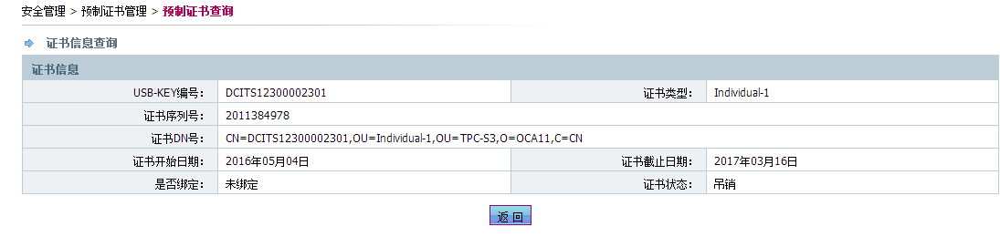 安全管理 > 预制证书管理 > 预制证书查询
证书信息查询
证书信息
USB-KEY编号： DCITS12300002301 证书类型： Individual-1
证书序列号： 2011384978
证书DN号： CN=DCITS12300002301,OU=Individual-1,OU=TPC-S3,O=OCA11,C=CN
证书开始日期： 2016年05月04日 证书截止日期： 2017年03月16日
是否绑定： 未绑定 证书状态： 吊销
返 回